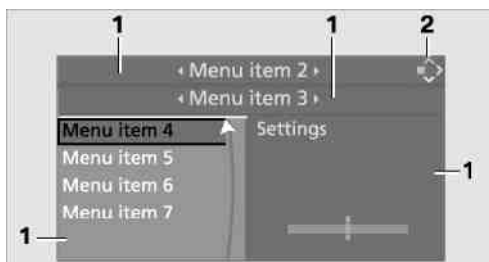 1 1 2
◂ Menu item 2 ▸
◂ Menu item 3 ▸
Menu item 4 Settings
Menu item 5
Menu item 6
1
Menu item 7
1